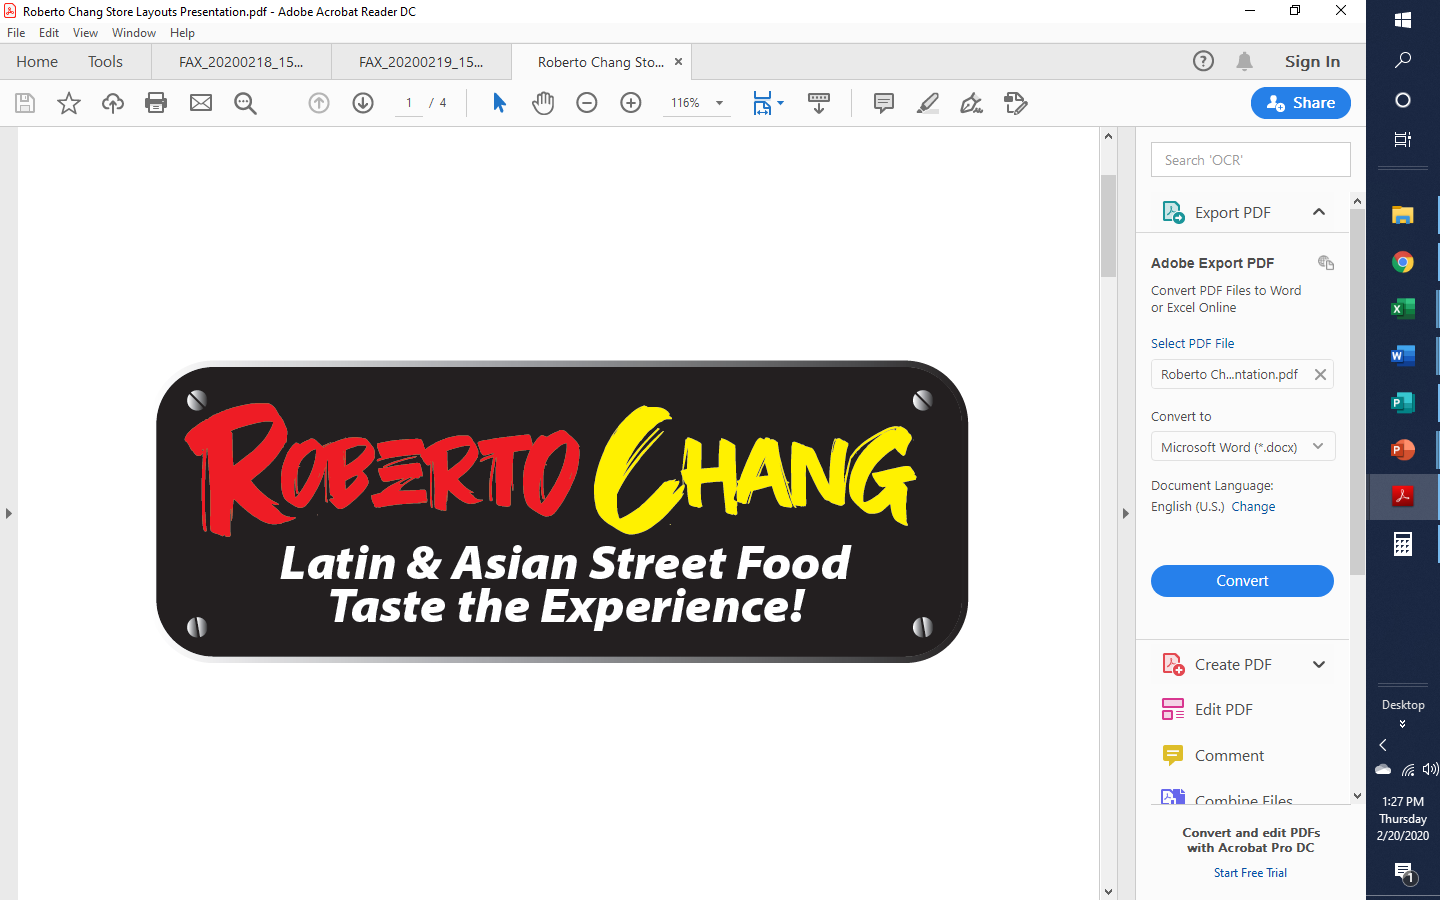 Roberto Chang Store Layouts Presentation.pdf - Adobe Acrobat Reader DC
File Edit View Window Help
Home Tools FAX_20200218_15... FAX_20200219_15... Roberto Chang Sto... Sign In
1 / 4 116% Share
Search 'OCR'
Export PDF
Adobe Export PDF
Convert PDF Files to Word
or Excel Online
Select PDF File
Roberto Ch...ntation.pdf
Convert to
Microsoft Word (*.docx)
Document Language:
English (U.S.) Change
Convert
Create PDF
Edit PDF
Comment
Combine Files
Convert and edit PDFs
with Acrobat Pro DC
Start Free Trial
ROBERTO CHANG
Latin & Asian Street Food
Taste the Experience!
Desktop
1:27 PM
Thursday
2/20/2020
1